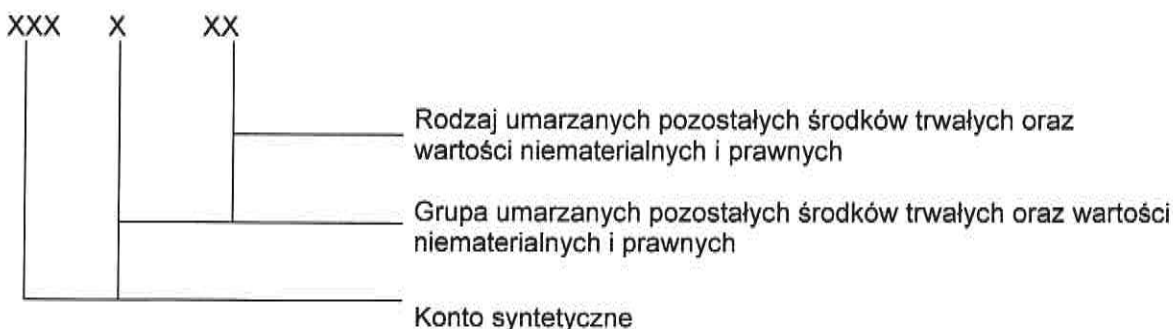 XXX X XX
Rodzaj umarzanych pozostałych środków trwałych oraz
wartości niematerialnych i prawnych
Grupa umarzanych pozostałych środków trwałych oraz wartości
niematerialnych i prawnych
Konto syntetyczne